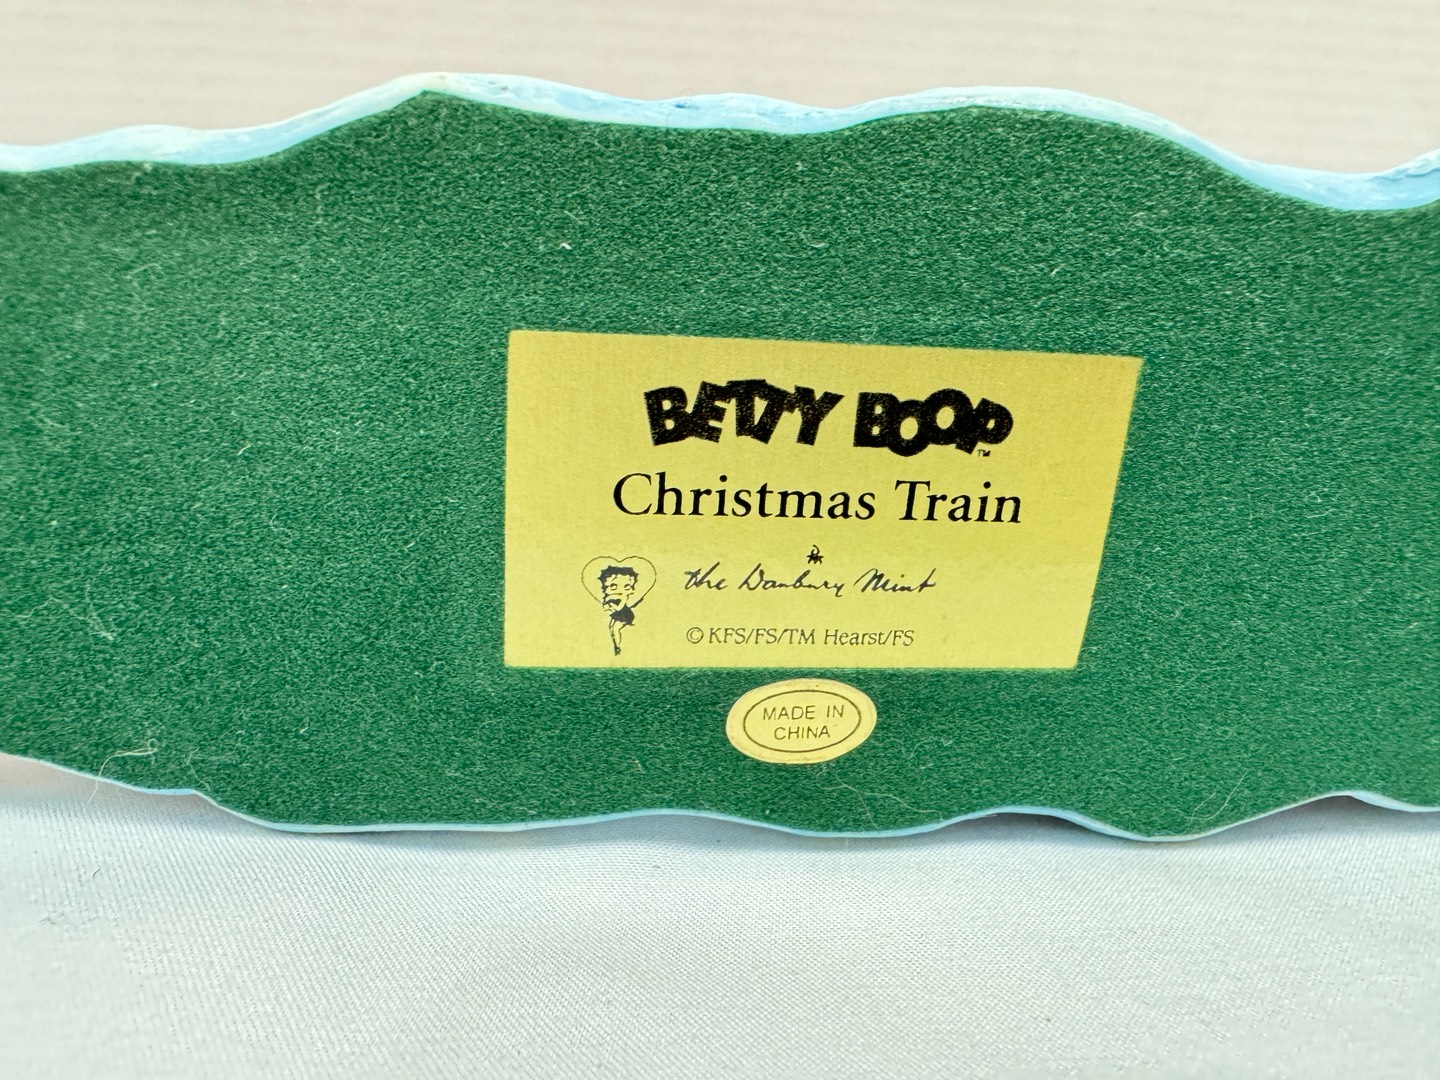 BETTY BOOP™
Christmas Train
the Danbury Mint
© KFS/FS/TM Hearst/FS
MADE IN
CHINA